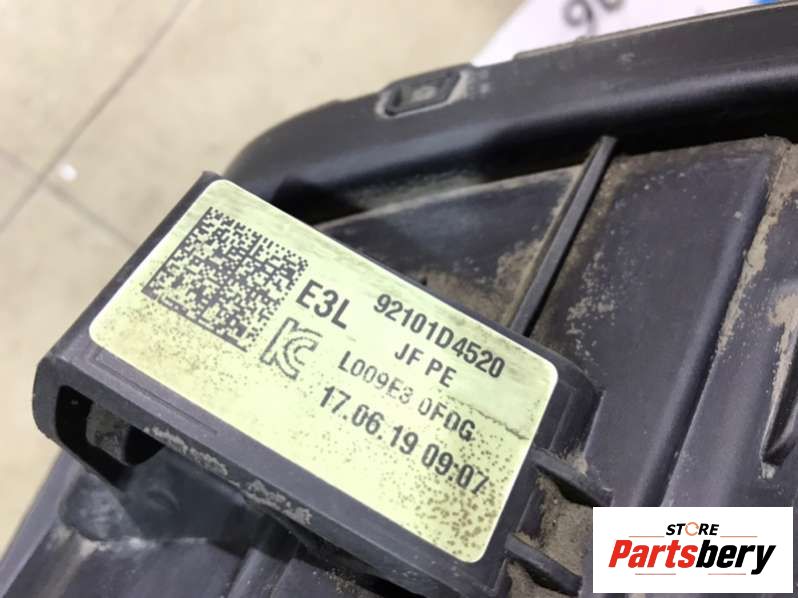 E3L
92101D4520
JF PE
L009E3 0FDG
17.06.19 09:07
STORE
Partsbery